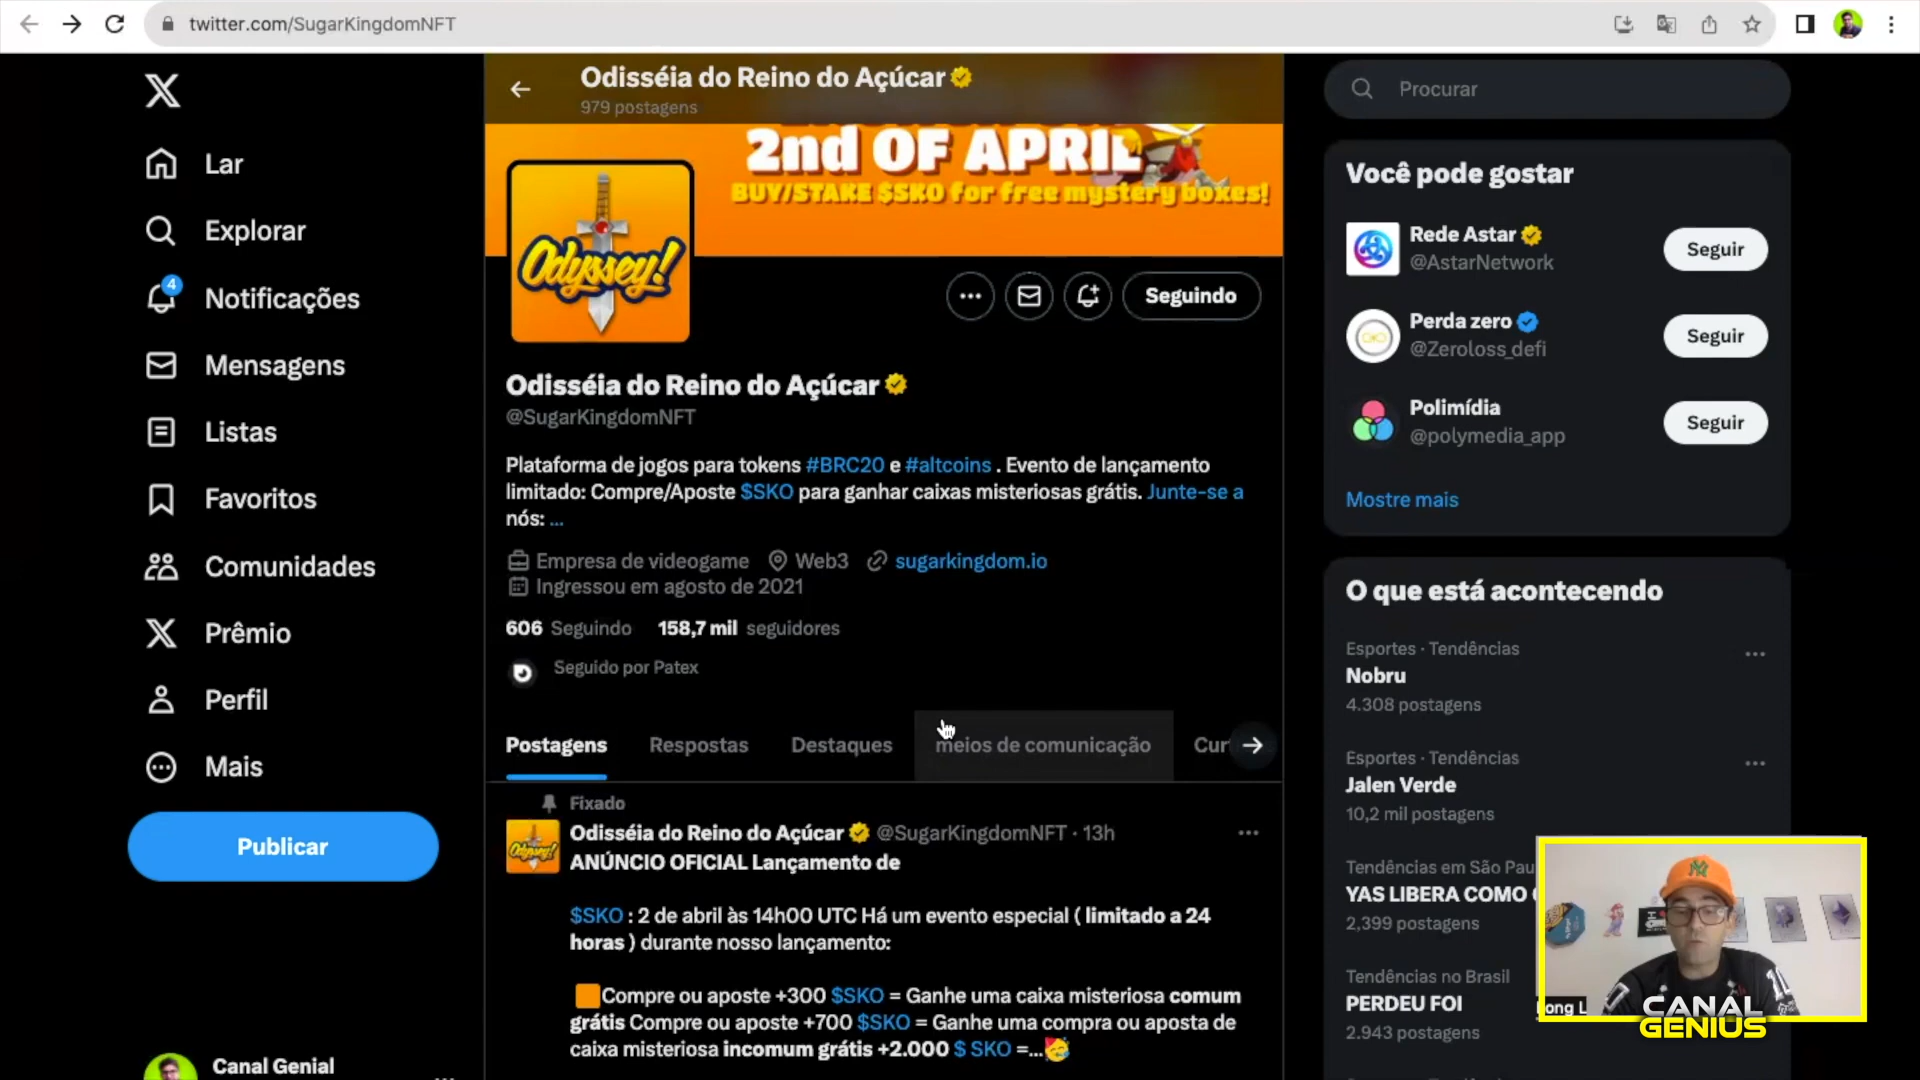 twitter.com/SugarKingdomNFT
Odisséia do Reino do Açúcar
979 postagens
2nd OF APRIL
BUY/STAKE $SKO for free mystery boxes!
Odyssey!
Procurar
Lar
Explorar
4
Notificações
Mensagens
Listas
Favoritos
Comunidades
Prêmio
Perfil
Mais
Publicar
Canal Genial
Seguindo
Odisséia do Reino do Açúcar
@SugarKingdomNFT
Plataforma de jogos para tokens #BRC20 e #altcoins . Evento de lançamento
limitado: Compre/Aposte $SKO para ganhar caixas misteriosas grátis. Junte-se a
nós: ...
Empresa de videogame Web3 sugarkingdom.io
Ingressou em agosto de 2021
606 Seguindo 158,7 mil seguidores
Seguido por Patex
Postagens Respostas Destaques meios de comunicação Cur
Fixado
Odyssey!
Odisséia do Reino do Açúcar @SugarKingdomNFT · 13h
ANÚNCIO OFICIAL Lançamento de
$SKO : 2 de abril às 14h00 UTC Há um evento especial ( limitado a 24
horas ) durante nosso lançamento:
Compre ou aposte +300 $SKO = Ganhe uma caixa misteriosa comum
grátis Compre ou aposte +700 $SKO = Ganhe uma compra ou aposta de
caixa misteriosa incomum grátis +2.000 $ SKO =...
Você pode gostar
Rede Astar
@AstarNetwork
Seguir
Perda zero
@Zeroloss_defi
Seguir
Polimídia
@polymedia_app
Seguir
Mostre mais
O que está acontecendo
Esportes · Tendências
Nobru
4.308 postagens
Esportes · Tendências
Jalen Verde
10,2 mil postagens
Tendências em São Pau
YAS LIBERA COMO
2,399 postagens
Tendências no Brasil
PERDEU FOI
2.943 postagens
CANAL
GENIUS